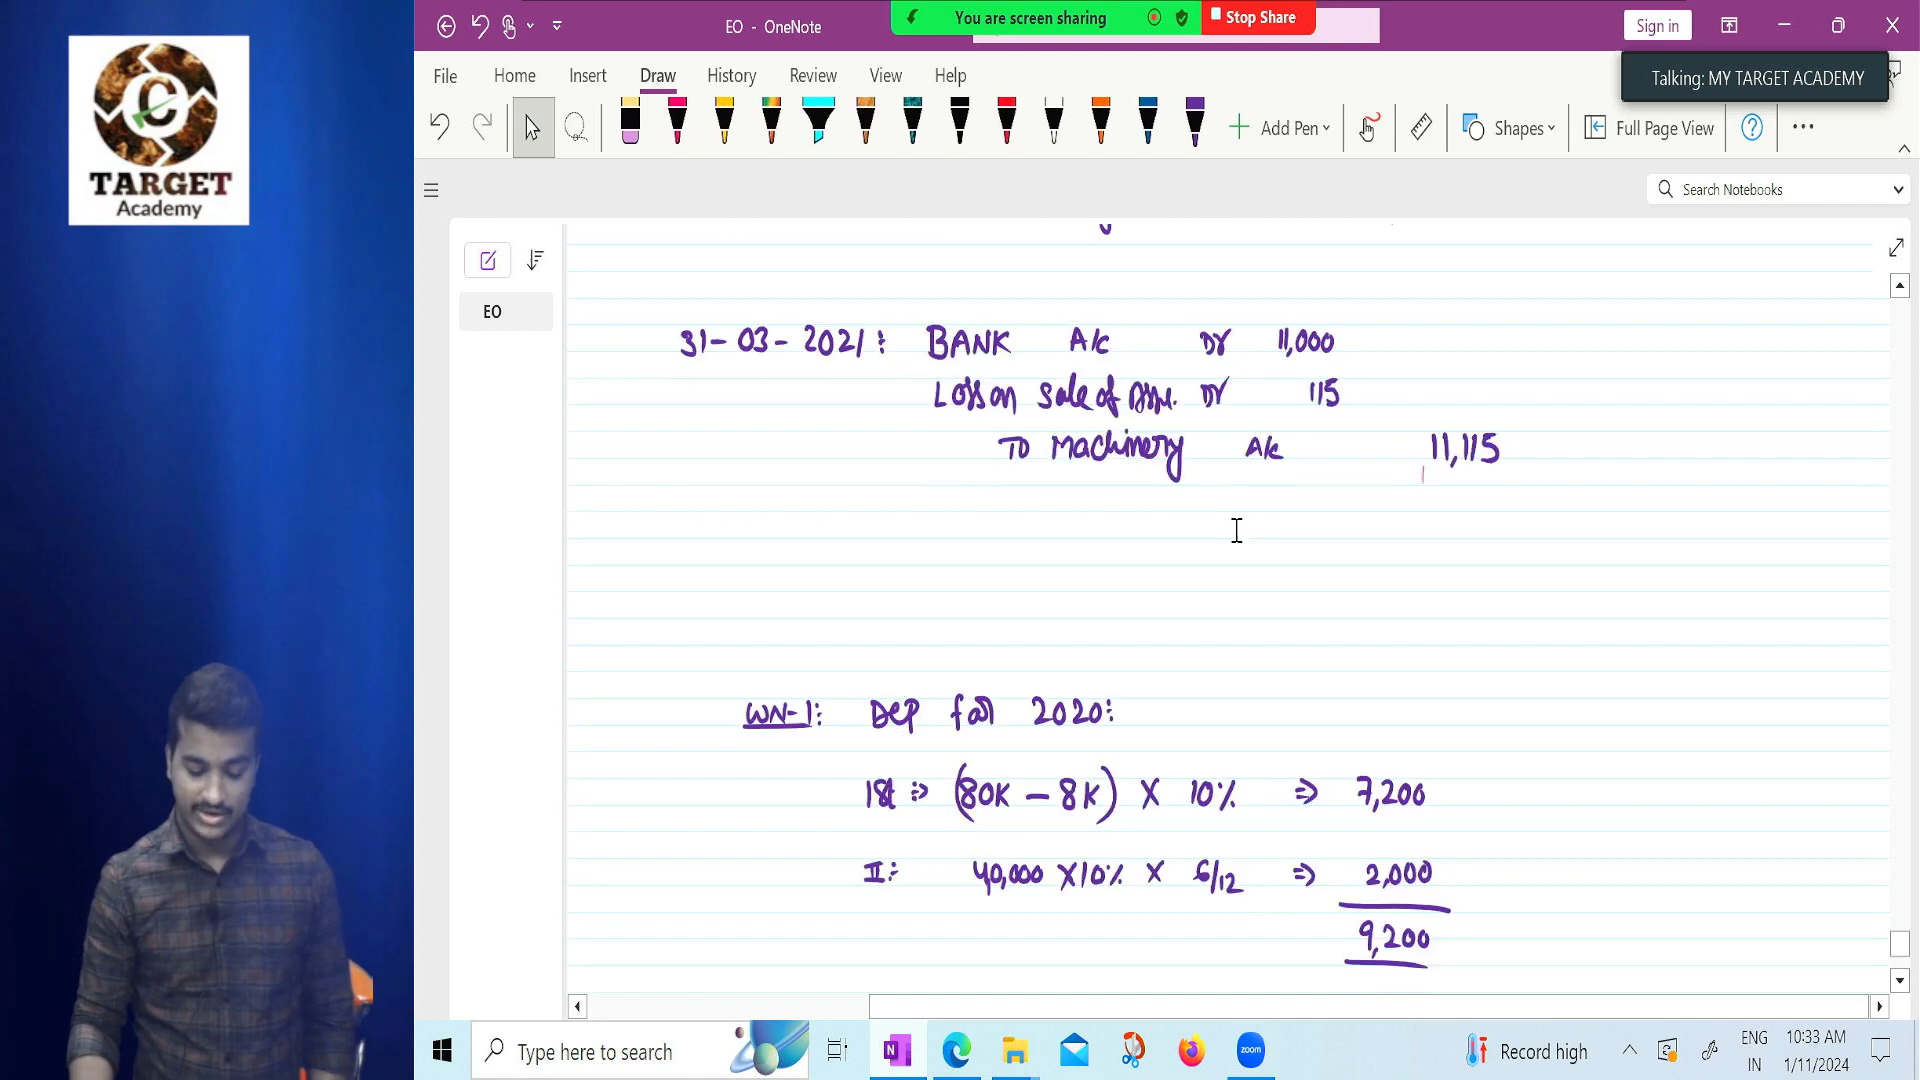 TARGET
Academy
EO - OneNote
You are screen sharing
Stop Share
Sign in
Talking: MY TARGET ACADEMY
File Home Insert Draw History Review View Help
Add Pen
Shapes
Full Page View
Search Notebooks
EO
31-03-2021: BANK A/c Dr 11,000
Loss on Sale of Dr 115
To Machinery A/c 11,115
WN-1: Dep for 2020:
1st => (80K - 8K) X 10% => 7,200
II: 40,000 X 10% X 6/12 => 2,000
9,200
Type here to search
zoom
Record high
ENG
IN
10:33 AM
1/11/2024